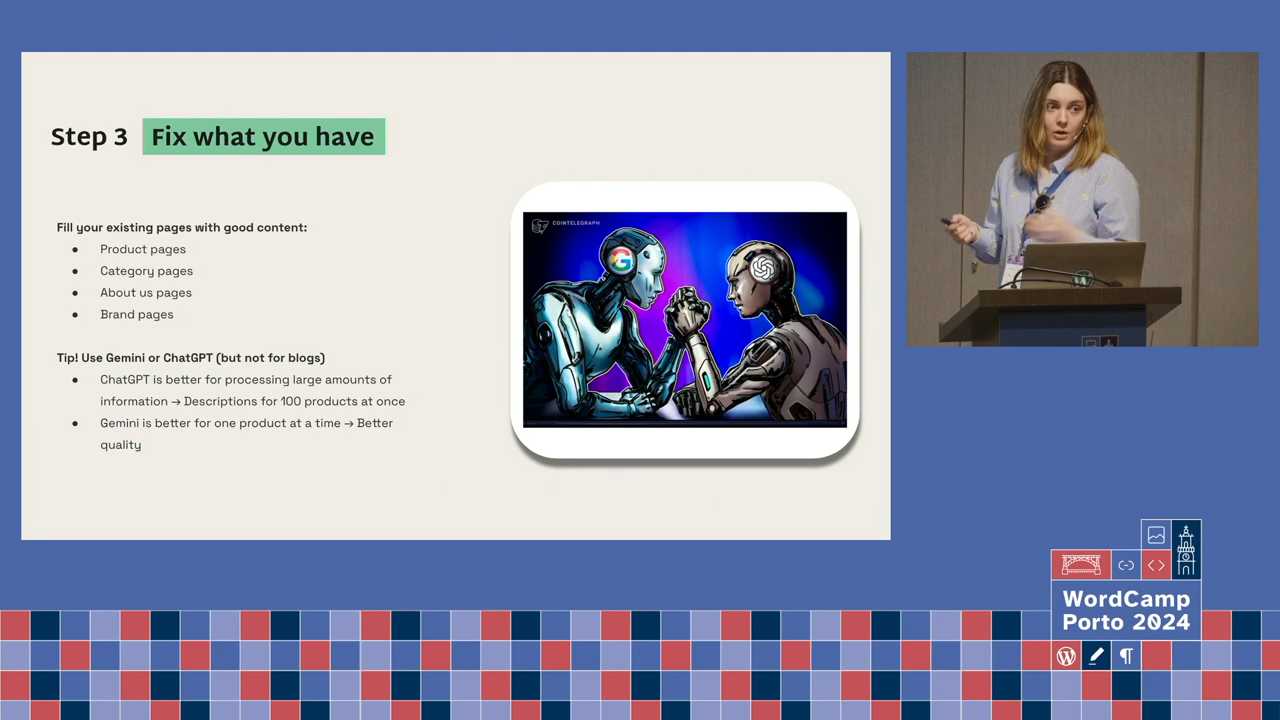 Step 3 Fix what you have
Fill your existing pages with good content:
● Product pages
● Category pages
● About us pages
● Brand pages
Tip! Use Gemini or ChatGPT (but not for blogs)
● ChatGPT is better for processing large amounts of
information → Descriptions for 100 products at once
● Gemini is better for one product at a time → Better
quality
COINTELEGRAPH
WordCamp
Porto 2024